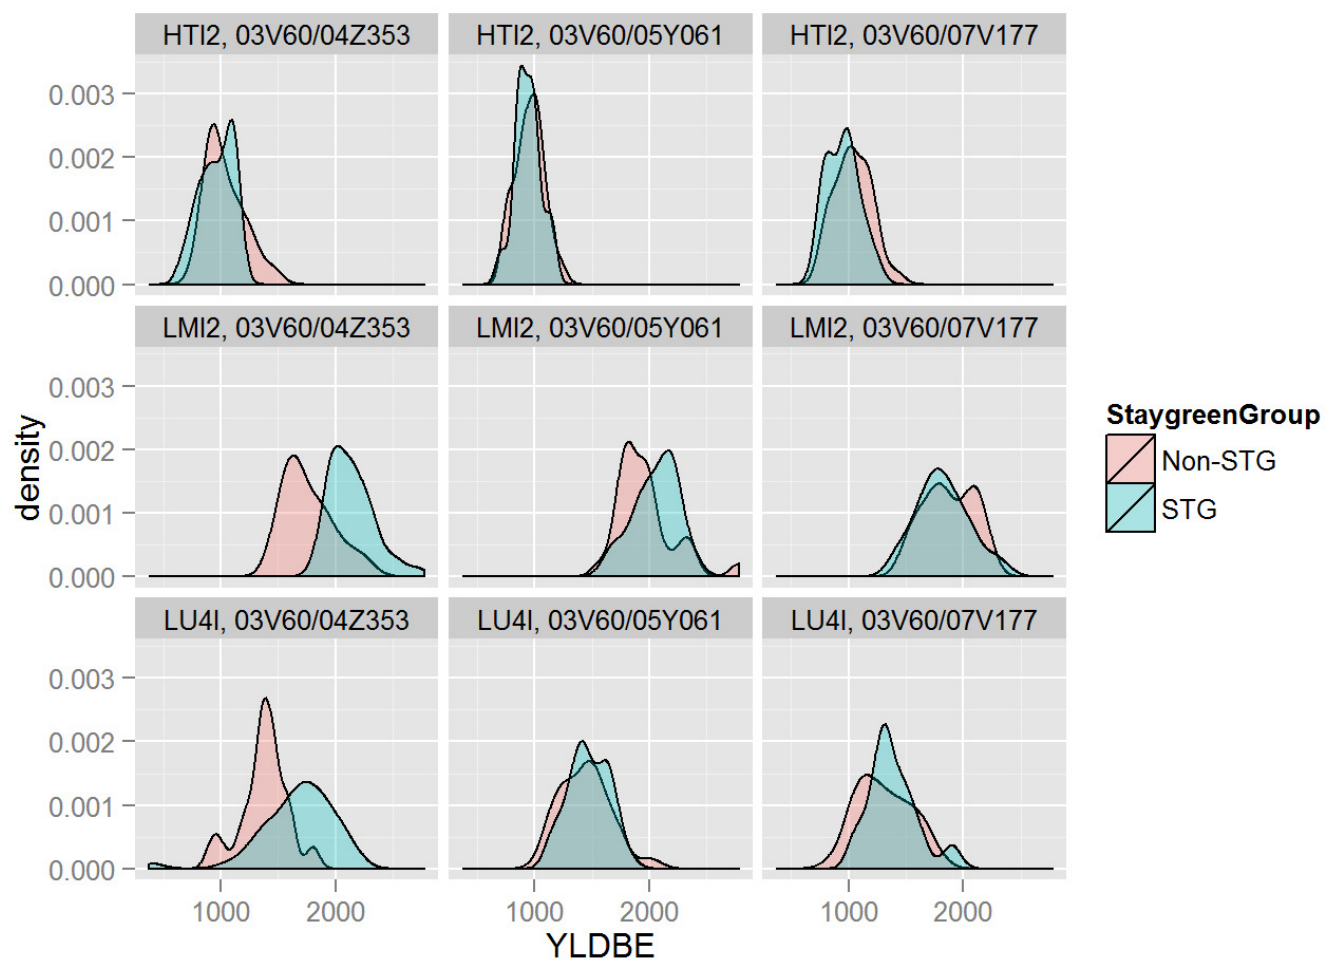 HTI2, 03V60/04Z353 HTI2, 03V60/05Y061 HTI2, 03V60/07V177
0.003
0.002
0.001
0.000
LMI2, 03V60/04Z353 LMI2, 03V60/05Y061 LMI2, 03V60/07V177
0.003
0.002
0.001
0.000
density
StaygreenGroup
Non-STG
STG
LU4I, 03V60/04Z353 LU4I, 03V60/05Y061 LU4I, 03V60/07V177
0.003
0.002
0.001
0.000
1000 2000 1000 2000 1000 2000
YLDBE